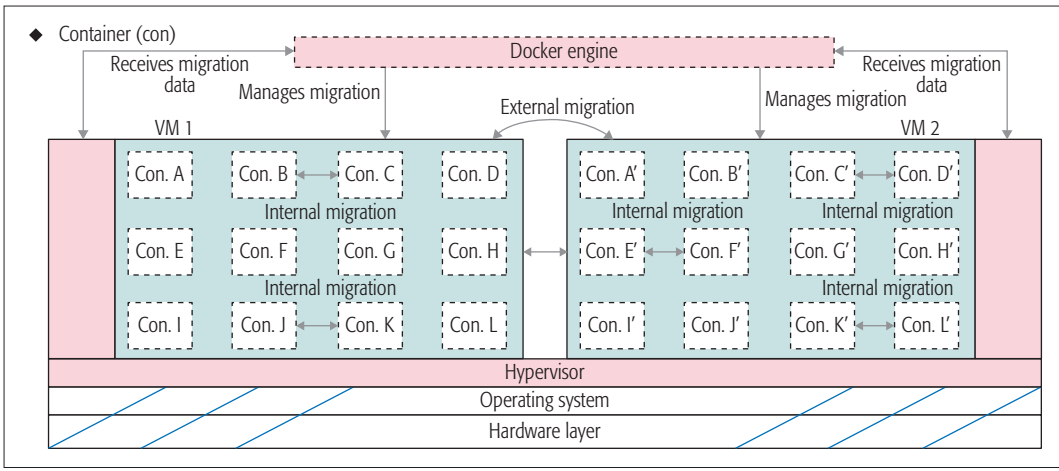 ◆ Container (con)
Docker engine
Receives migration
data
Manages migration
External migration
Manages migration
Receives migration
data
VM 1
VM 2
Con. A
Con. B
Con. C
Con. D
Con. A′
Con. B′
Con. C′
Con. D′
Internal migration
Internal migration
Internal migration
Con. E
Con. F
Con. G
Con. H
Con. E′
Con. F′
Con. G′
Con. H′
Internal migration
Internal migration
Con. I
Con. J
Con. K
Con. L
Con. I′
Con. J′
Con. K′
Con. L′
Hypervisor
Operating system
Hardware layer